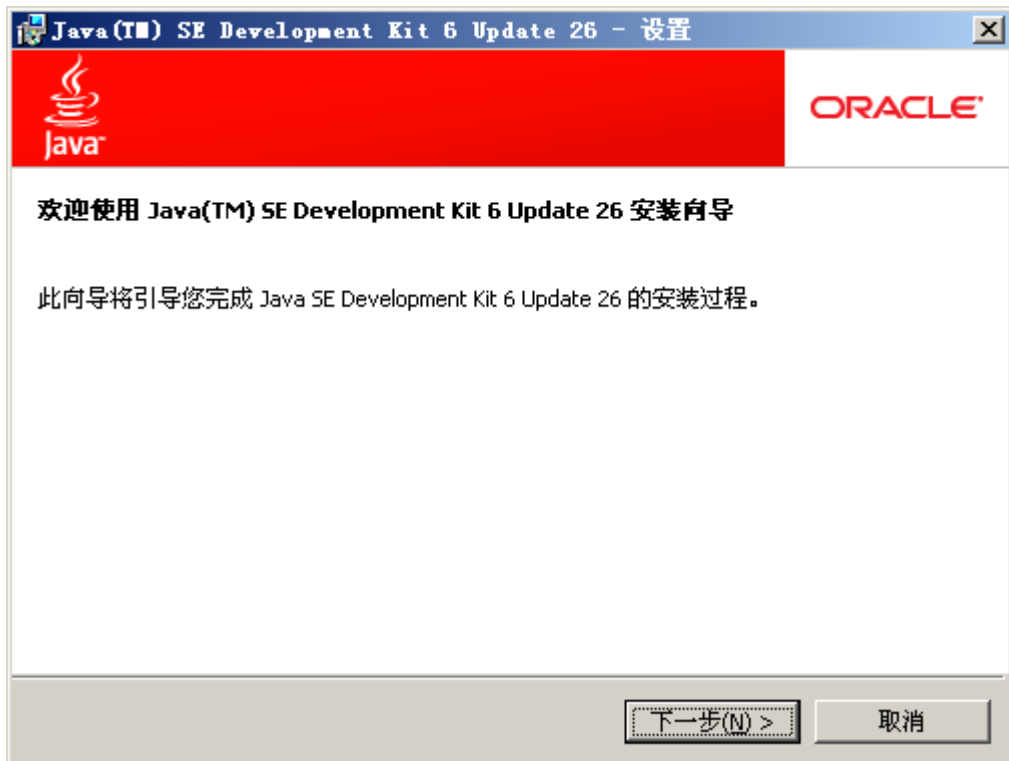 Java(TM) SE Development Kit 6 Update 26 - 设置
Java™
ORACLE®
欢迎使用 Java(TM) SE Development Kit 6 Update 26 安装向导
此向导将引导您完成 Java SE Development Kit 6 Update 26 的安装过程。
下一步(N) >
取消